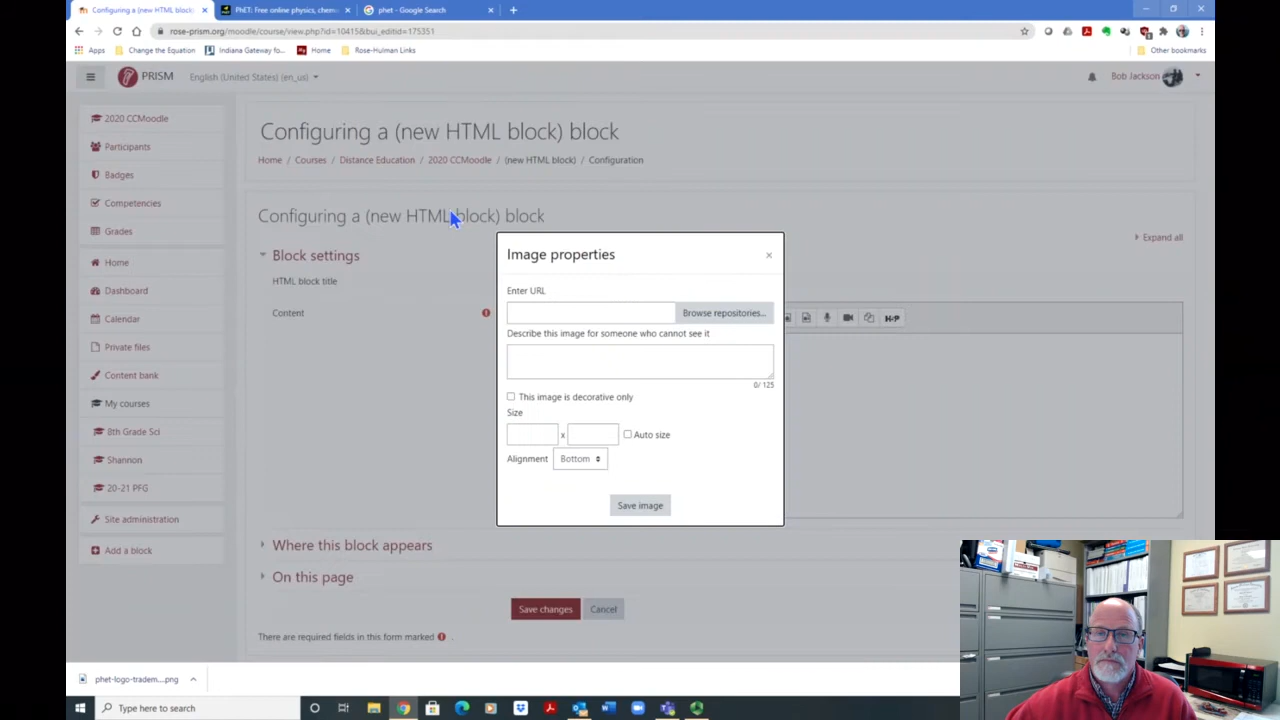 Configuring a (new HTML block)
PhET: Free online physics, chem
phet - Google Search
rose-prism.org/moodle/course/view.php?id=10415&bui_editid=175351
Apps
Change the Equation
Indiana Gateway fo...
Home
Rose-Hulman Links
Other bookmarks
PRISM
English (United States) (en_us)
Bob Jackson
2020 CCMoodle
Participants
Badges
Competencies
Grades
Home
Dashboard
Calendar
Private files
Content bank
My courses
8th Grade Sci
Shannon
20-21 PFG
Site administration
Add a block
Configuring a (new HTML block) block
Home / Courses / Distance Education / 2020 CCMoodle / (new HTML block) / Configuration
Configuring a (new HTML block) block
Expand all
Block settings
HTML block title
Content
H-P
Image properties
×
Enter URL
Browse repositories...
Describe this image for someone who cannot see it
0/ 125
This image is decorative only
Size
x
Auto size
Alignment
Bottom
Save image
Where this block appears
On this page
Save changes
Cancel
There are required fields in this form marked .
phet-logo-tradem....png
Type here to search